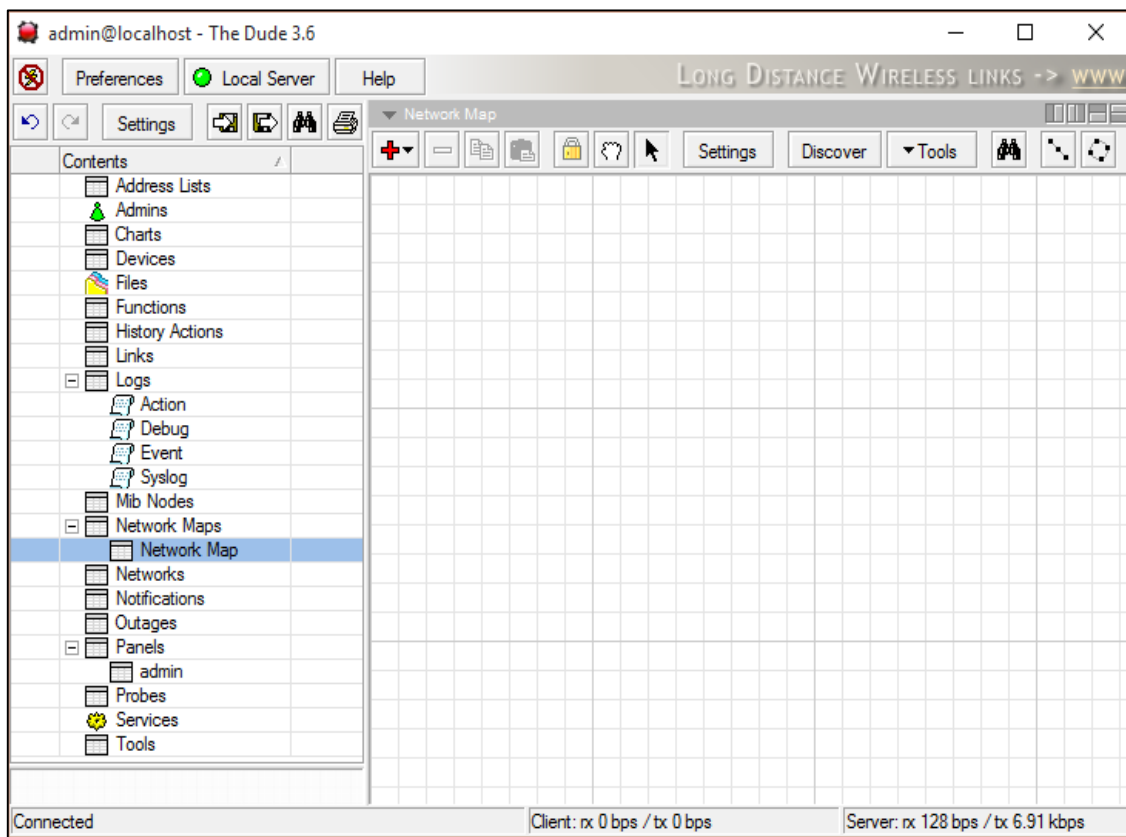 admin@localhost - The Dude 3.6
Preferences Local Server Help LONG DISTANCE WIRELESS LINKS -> WWW
Settings
Network Map
Settings Discover Tools
Contents
Address Lists
Admins
Charts
Devices
Files
Functions
History Actions
Links
Logs
Action
Debug
Event
Syslog
Mib Nodes
Network Maps
Network Map
Networks
Notifications
Outages
Panels
admin
Probes
Services
Tools
Connected Client: rx 0 bps / tx 0 bps Server: rx 128 bps / tx 6.91 kbps